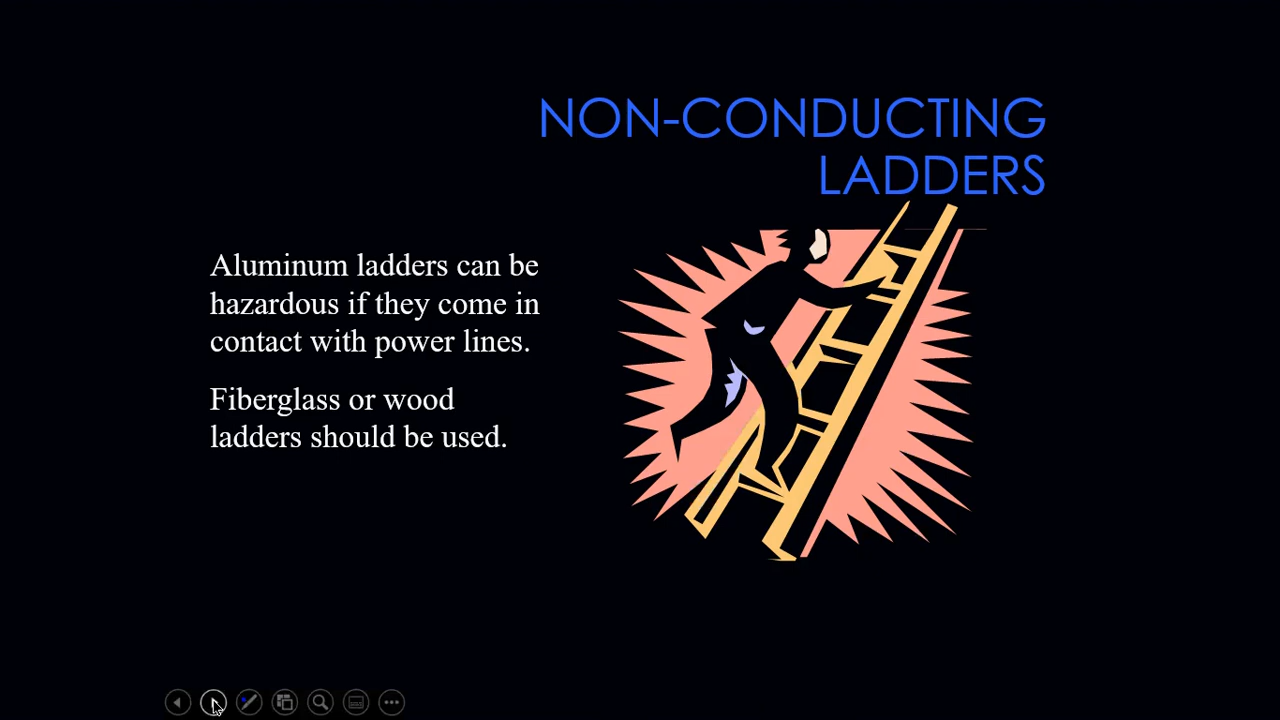 NON-CONDUCTING
LADDERS
Aluminum ladders can be
hazardous if they come in
contact with power lines.
Fiberglass or wood
ladders should be used.